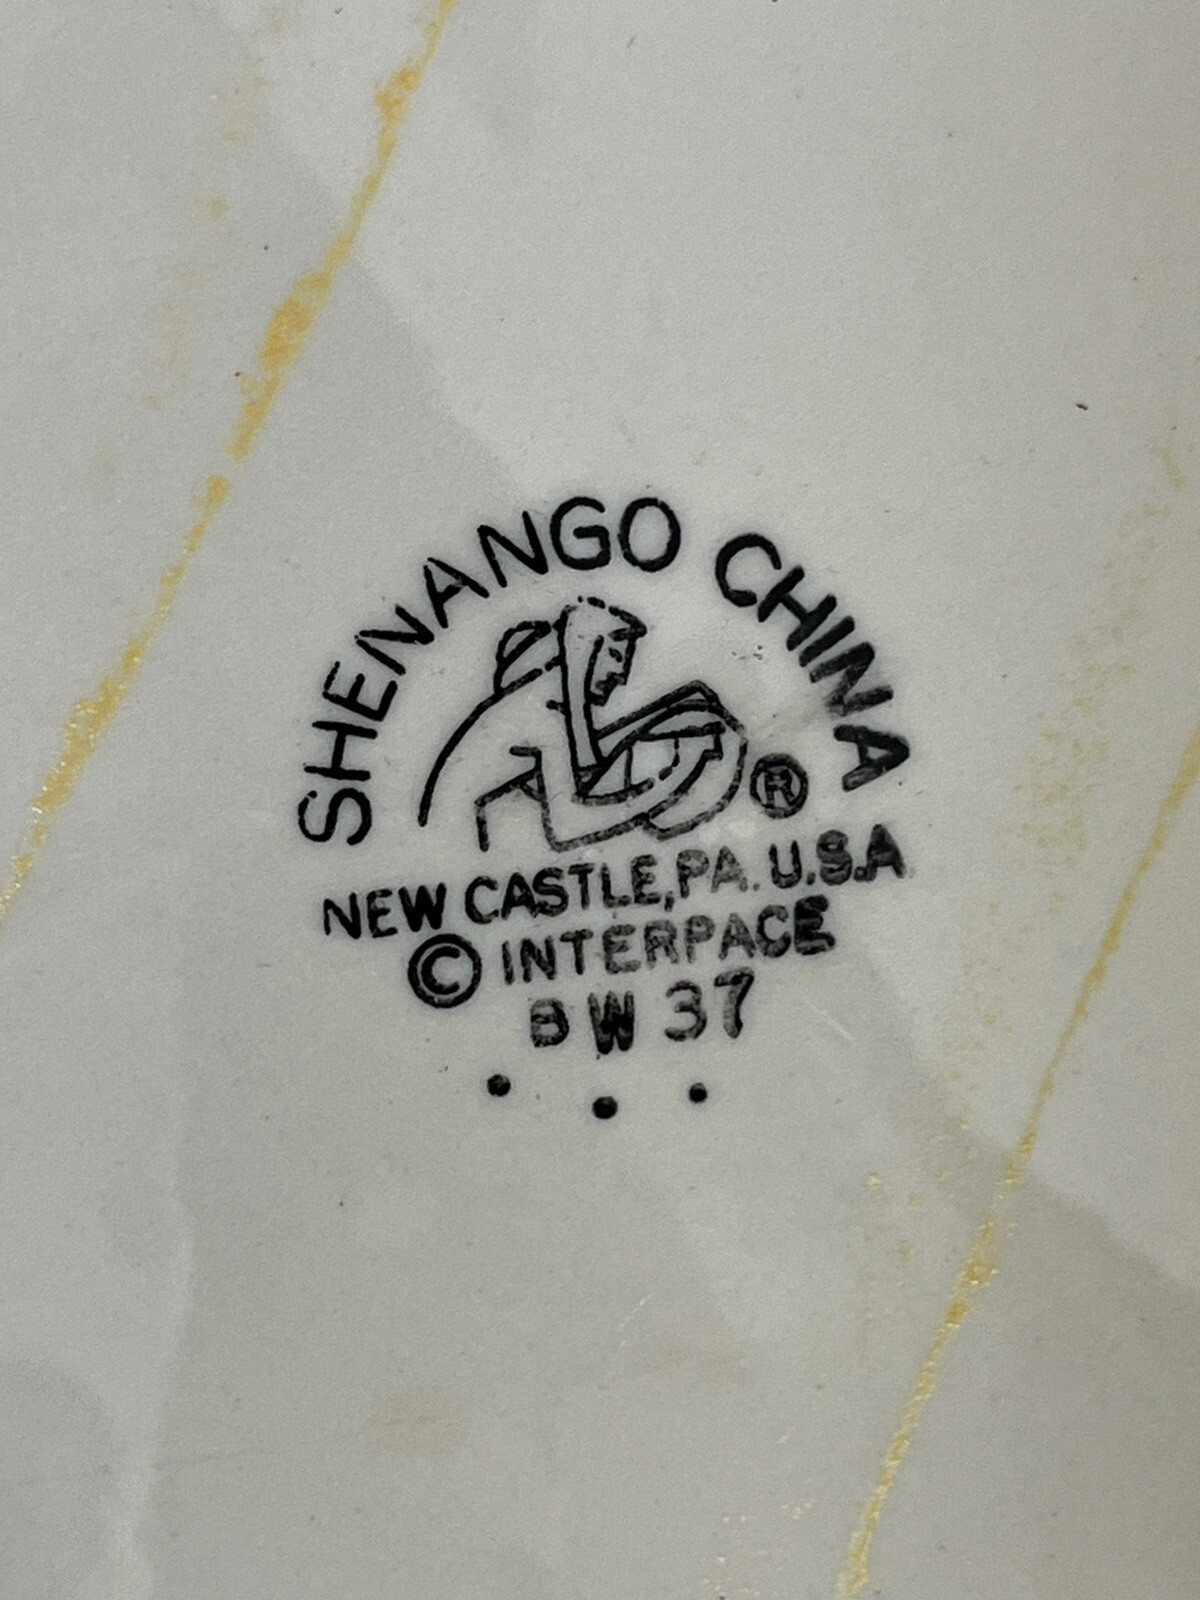 SHENANGO CHINA
®
NEW CASTLE, PA. U.S.A
© INTERPACE
BW 37